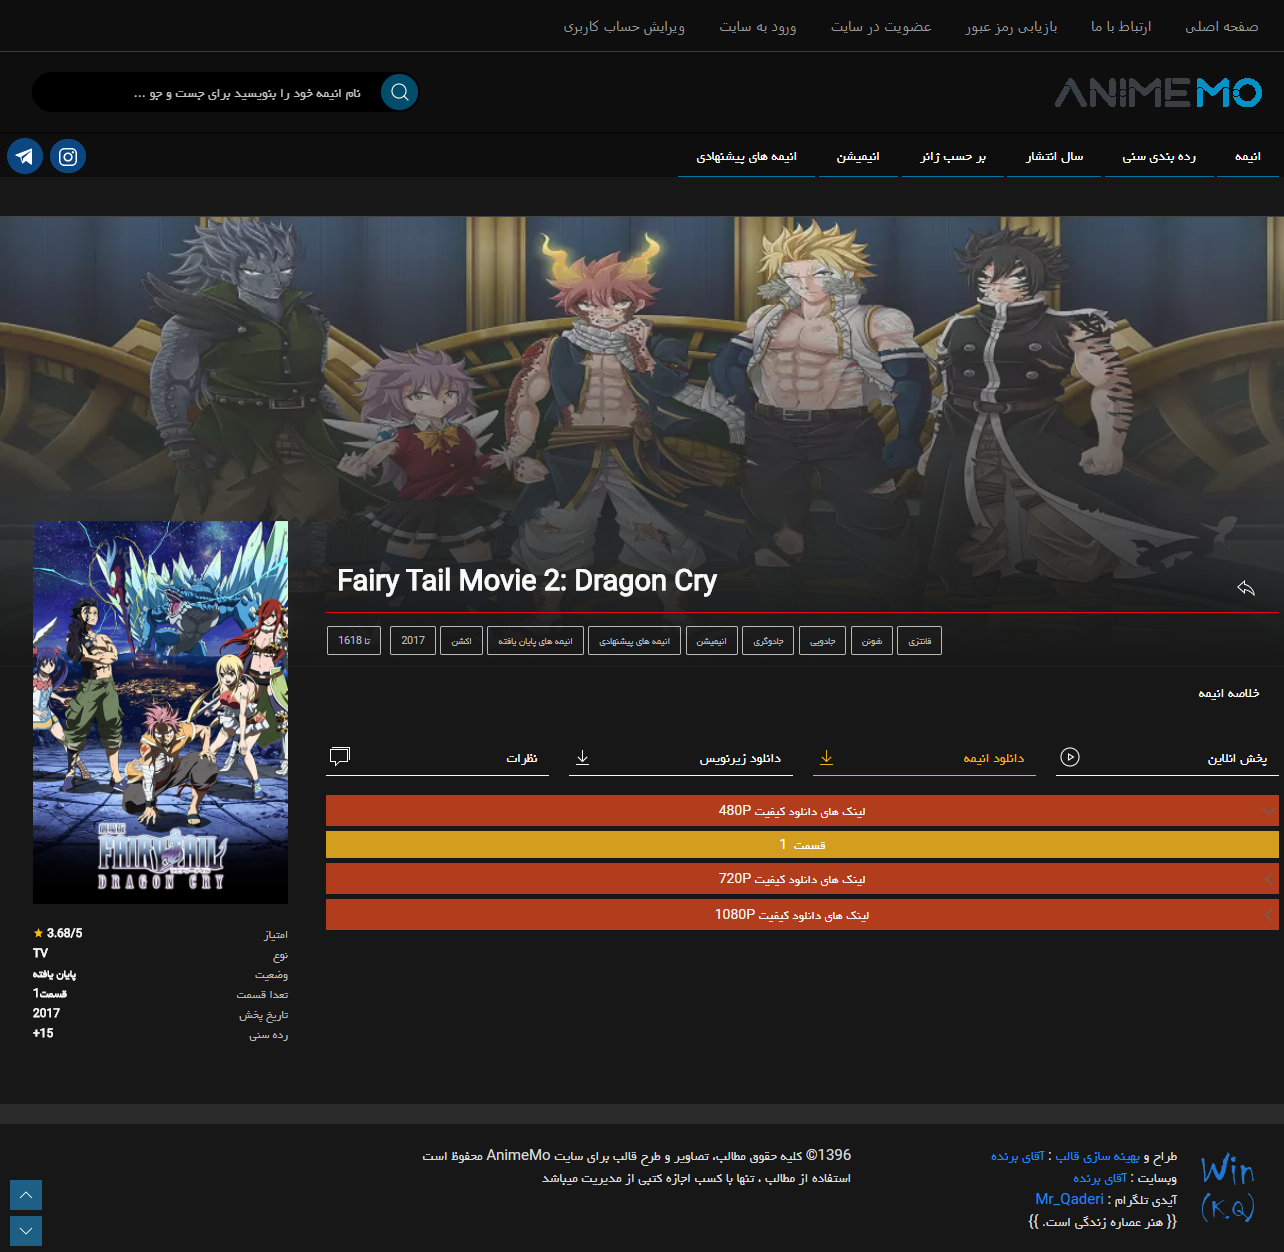 صفحه اصلی ارتباط با ما بازیابی رمز عبور عضویت در سایت ورود به سایت ویرایش حساب کاربری
ANIMEMO
نام انیمه خود را بنویسید برای جست و جو ...
انیمه رده بندی سنی سال انتشار بر حسب ژانر انیمیشن انیمه های پیشنهادی
Fairy Tail Movie 2: Dragon Cry
فانتزی شونن جادویی جادوگری انیمیشن انیمه های پیشنهادی انیمه های پایان یافته اکشن 2017 1618 تا
خلاصه انیمه
پخش انلاین دانلود انیمه دانلود زیرنویس نظرات
لینک های دانلود کیفیت 480P
قسمت 1
لینک های دانلود کیفیت 720P
لینک های دانلود کیفیت 1080P
FAIRY TAIL
DRAGON CRY
امتیاز 3.68/5
نوع TV
وضعیت پایان یافته
تعدا قسمت قسمت1
تاریخ پخش 2017
رده سنی +15
طراح و بهینه سازی قالب : آقای برنده
وبسایت : آقای برنده
آیدی تلگرام : Mr_Qaderi
{{ هنر عصاره زندگی است. }}
Win
(K.Q)
1396© کلیه حقوق مطالب، تصاویر و طرح قالب برای سایت AnimeMo محفوظ است
استفاده از مطالب ، تنها با کسب اجازه کتبی از مدیریت میباشد